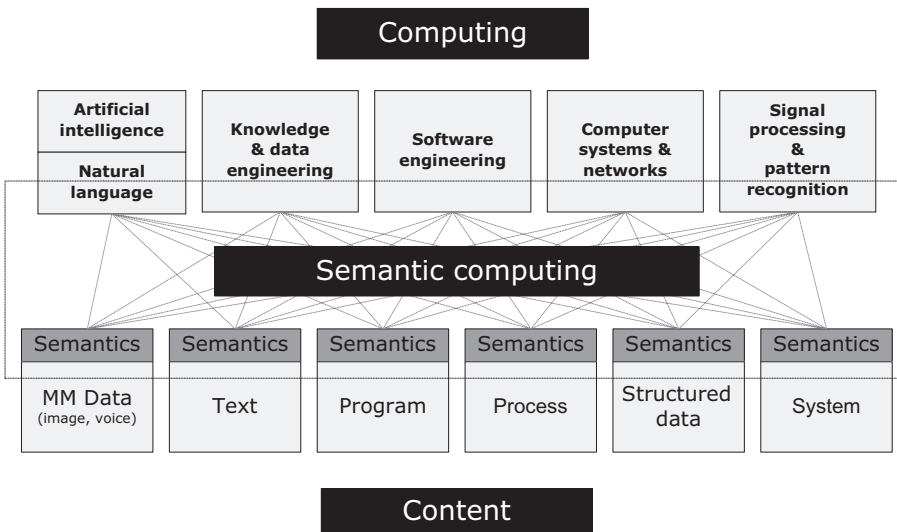 Computing
Artificial
intelligence
Natural
language
Knowledge
& data
engineering
Software
engineering
Computer
systems &
networks
Signal
processing
&
pattern
recognition
Semantic computing
Semantics
MM Data
(image, voice)
Semantics
Text
Semantics
Program
Semantics
Process
Semantics
Structured
data
Semantics
System
Content